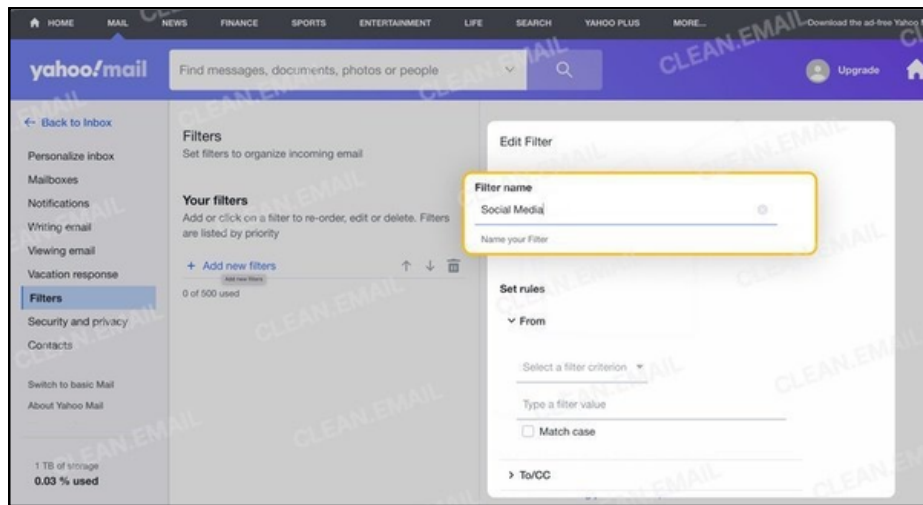 HOME MAIL NEWS FINANCE SPORTS ENTERTAINMENT LIFE SEARCH YAHOO PLUS MORE... Download the ad-free Yahoo
yahoo!mail
Find messages, documents, photos or people
Upgrade
← Back to Inbox
Personalize inbox
Mailboxes
Notifications
Writing email
Viewing email
Vacation response
Filters
Security and privacy
Contacts
Switch to basic Mail
About Yahoo Mail
1 TB of storage
0.03 % used
Filters
Set filters to organize incoming email
Your filters
Add or click on a filter to re-order, edit or delete. Filters
are listed by priority
+ Add new filters
Add new filters
0 of 500 used
Edit Filter
Filter name
Social Media
Name your Filter
Set rules
From
Select a filter criterion
Type a filter value
Match case
To/CC
CLEAN.EMAIL